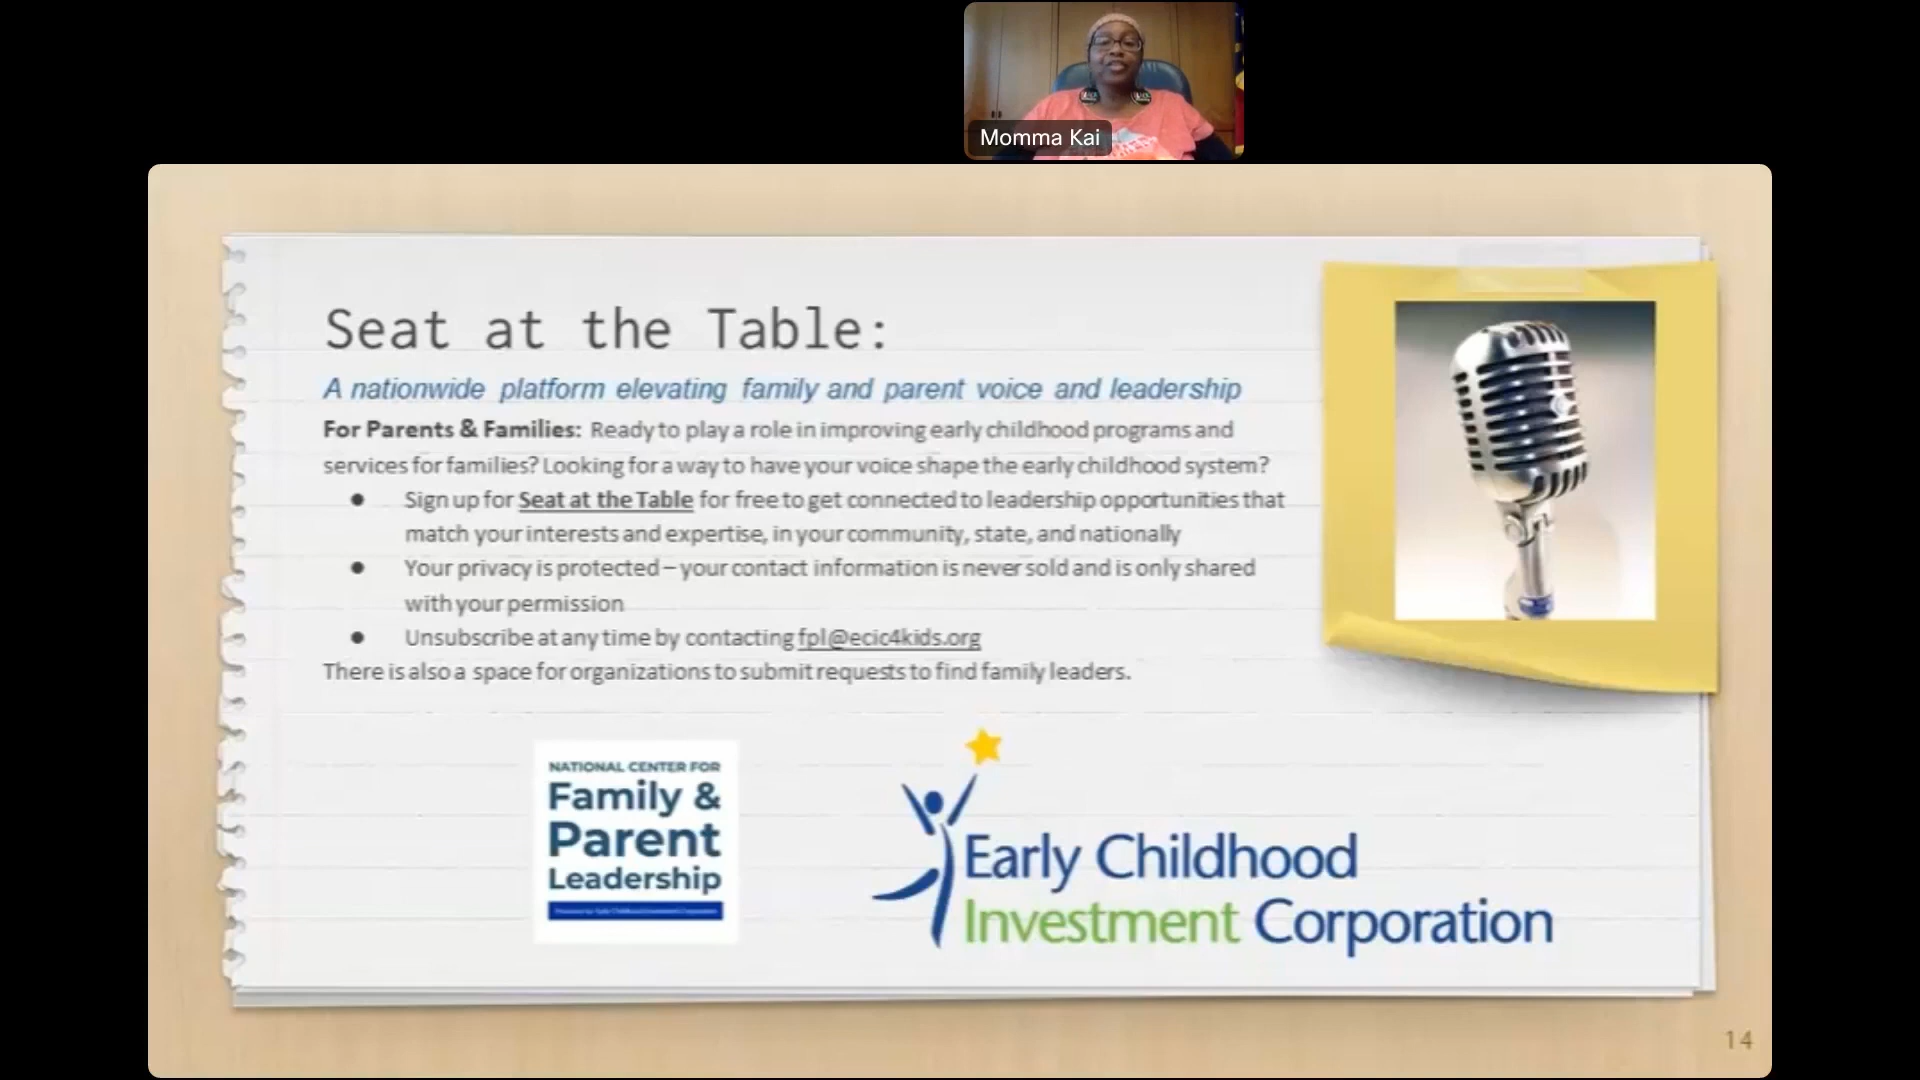 Momma Kai
Seat at the Table:
A nationwide platform elevating family and parent voice and leadership
For Parents & Families: Ready to play a role in improving early childhood programs and
services for families? Looking for a way to have your voice shape the early childhood system?
● Sign up for Seat at the Table for free to get connected to leadership opportunities that
match your interests and expertise, in your community, state, and nationally
● Your privacy is protected – your contact information is never sold and is only shared
with your permission
● Unsubscribe at any time by contacting fpl@ecic4kids.org
There is also a space for organizations to submit requests to find family leaders.
NATIONAL CENTER FOR
Family &
Parent
Leadership
Early Childhood
Investment Corporation
14